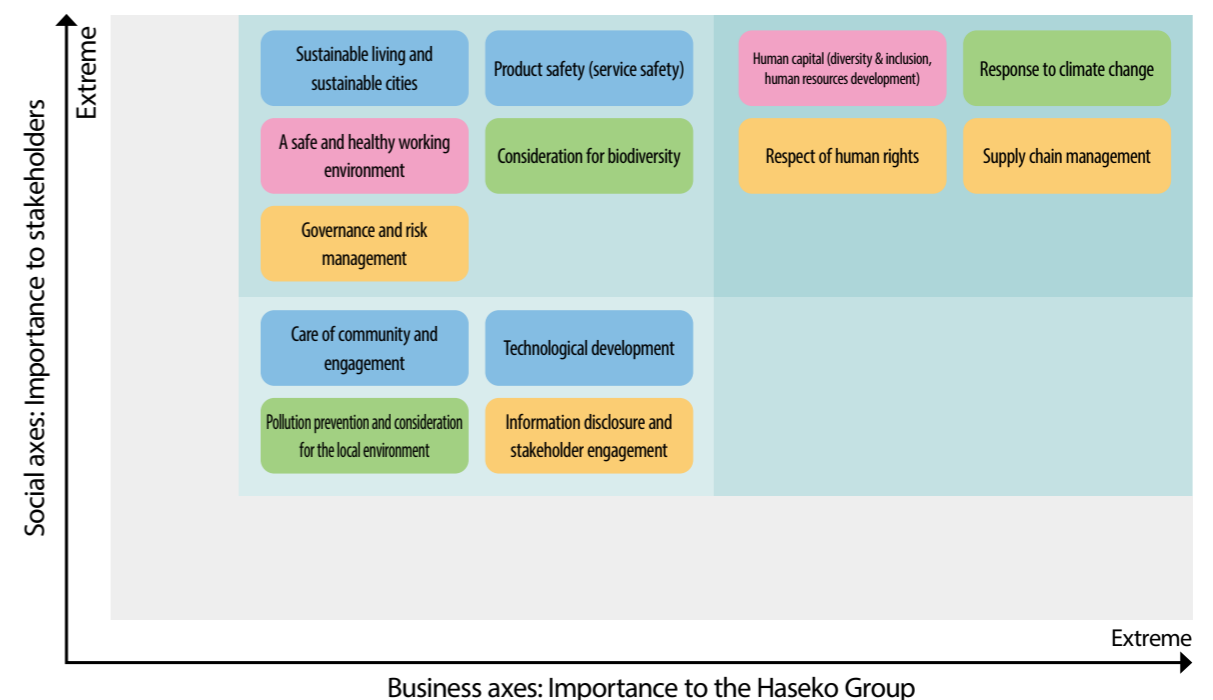 Social axes: Importance to stakeholders
Extreme
Sustainable living and
sustainable cities
Product safety (service safety)
Human capital (diversity & inclusion,
human resources development)
Response to climate change
A safe and healthy working
environment
Consideration for biodiversity
Respect of human rights
Supply chain management
Governance and risk
management
Care of community and
engagement
Technological development
Pollution prevention and consideration
for the local environment
Information disclosure and
stakeholder engagement
Extreme
Business axes: Importance to the Haseko Group